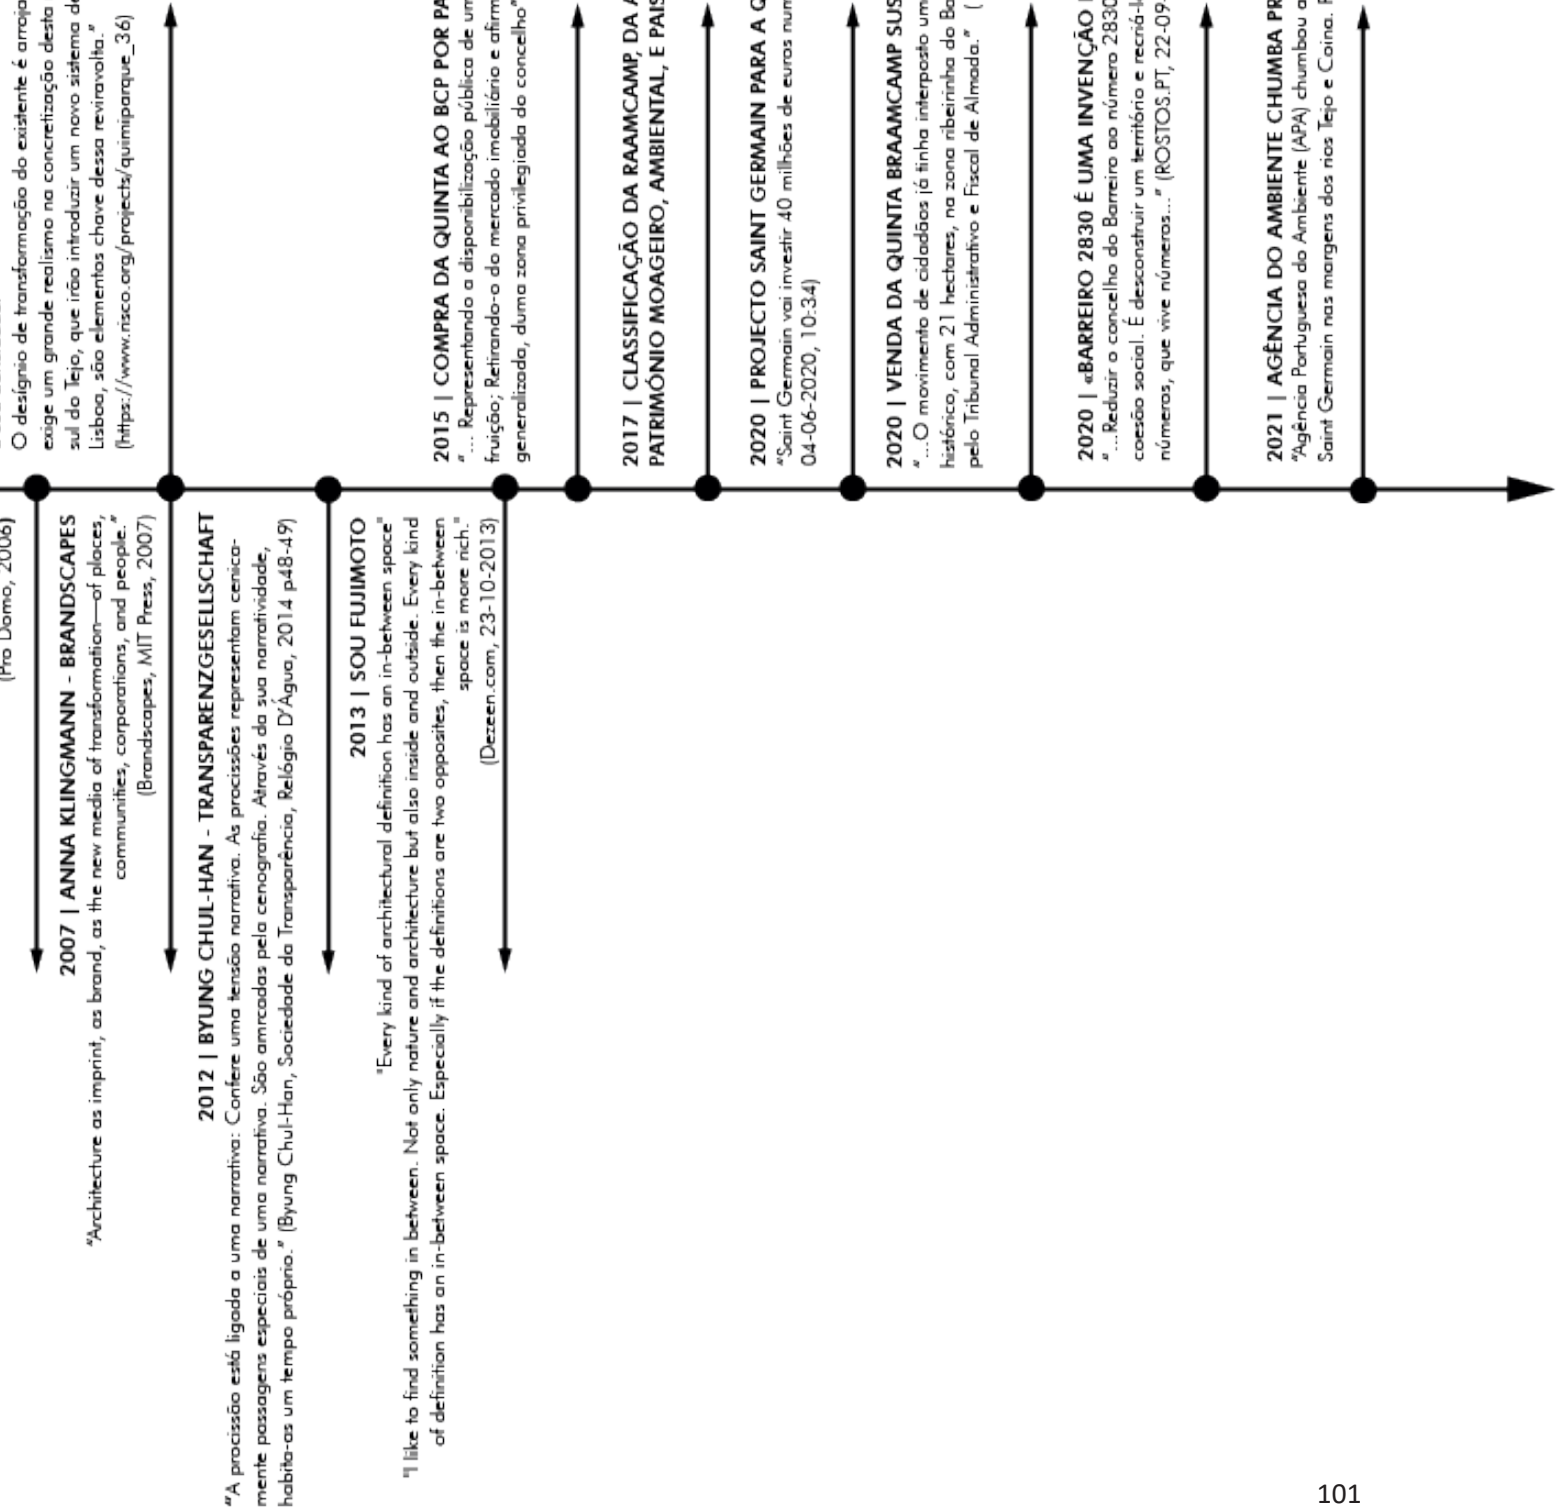 O desígnio de transformação do existente é arroja
exige um grande realismo na concretização desta
sul do Tejo, que irão introduzir um novo sistema de
Lisboa, são elementos chave dessa reviravolta.”
(https://www.risco.org/projects/quimiparque_36)
2015 | COMPRA DA QUINTA AO BCP POR PA
“... Representando a disponibilização pública de um
fruição; Retirando-o do mercado imobiliário e afirm
generalizada, duma zona privilegiada do concelho”
2017 | CLASSIFICAÇÃO DA RAAMCAMP, DA A
PATRIMÓNIO MOAGEIRO, AMBIENTAL, E PAIS
2020 | PROJECTO SAINT GERMAIN PARA A Q
“Saint Germain vai investir 40 milhões de euros num
04-06-2020, 10:34)
2020 | VENDA DA QUINTA BRAAMCAMP SUS
“...O movimento de cidadãos já tinha interposto um
histórico, com 21 hectares, na zona ribeirinha do Ba
pelo Tribunal Administrativo e Fiscal de Almada.” (
2020 | «BARREIRO 2830 É UMA INVENÇÃO
“...Reduzir o concelho do Barreiro ao número 2830
coesão social. É desconstruir um território e recriá-l
números, que vive números...” (ROSTOS.PT, 22-09-
2021 | AGÊNCIA DO AMBIENTE CHUMBA PR
“Agência Portuguesa do Ambiente (APA) chumbou a
Saint Germain nas margens dos rios Tejo e Coina. F
(Pro Domo, 2006)
2007 | ANNA KLINGMANN - BRANDSCAPES
“Architecture as imprint, as brand, as the new media of transformation—of places,
communities, corporations, and people.”
(Brandscapes, MIT Press, 2007)
2012 | BYUNG CHUL-HAN - TRANSPARENZGESELLSCHAFT
“A procissão está ligada a uma narrativa: Confere uma tensão narrativa. As procissões representam cenica-
mente passagens especiais de uma narrativa. São amrcadas pela cenografia. Através da sua narratividade,
habita-as um tempo próprio.” (Byung Chul-Han, Sociedade da Transparência, Relógio D’Água, 2014 p48-49)
2013 | SOU FUJIMOTO
"Every kind of architectural definition has an in-between space"
"I like to find something in between. Not only nature and architecture but also inside and outside. Every kind
of definition has an in-between space. Especially if the definitions are two opposites, then the in-between
space is more rich."
(Dezeen.com, 23-10-2013)
101